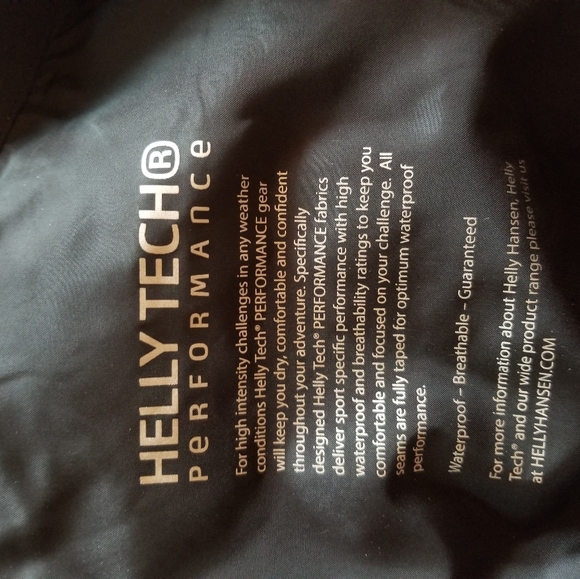 HELLY TECH®
PERFORMANCE
For high intensity challenges in any weather
conditions Helly Tech® PERFORMANCE gear
will keep you dry, comfortable and confident
throughout your adventure. Specifically
designed Helly Tech® PERFORMANCE fabrics
deliver sport specific performance with high
waterproof and breathability ratings to keep you
comfortable and focused on your challenge. All
seams are fully taped for optimum waterproof
performance.
Waterproof – Breathable – Guaranteed
For more information about Helly Hansen, Helly
Tech® and our wide product range please visit us
at HELLYHANSEN.COM